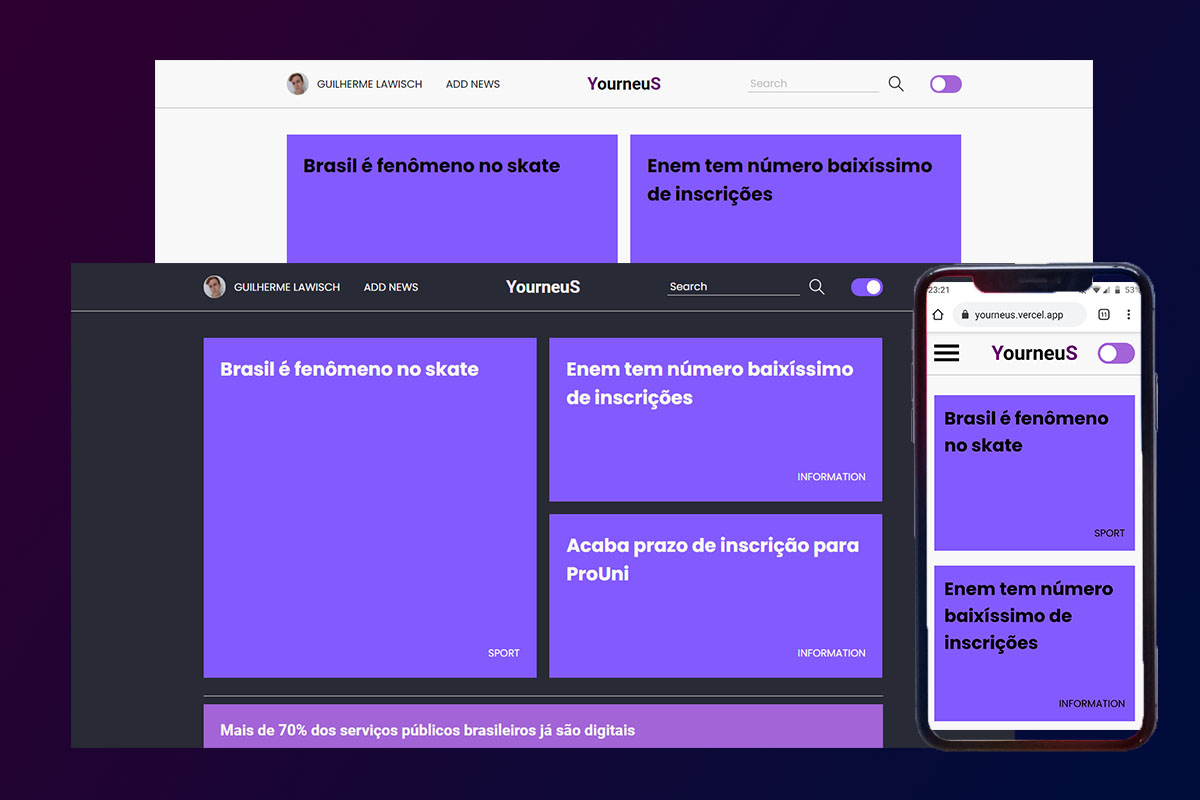 GUILHERME LAWISCH ADD NEWS YourneuS Search
Brasil é fenômeno no skate
Enem tem número baixíssimo
de inscrições
GUILHERME LAWISCH ADD NEWS YourneuS Search
Brasil é fenômeno no skate
SPORT
Enem tem número baixíssimo
de inscrições
INFORMATION
Acaba prazo de inscrição para
ProUni
INFORMATION
Mais de 70% dos serviços públicos brasileiros já são digitais
23:21 53%
yourneus.vercel.app 11
YourneuS
Brasil é fenômeno
no skate
SPORT
Enem tem número
baixíssimo de
inscrições
INFORMATION